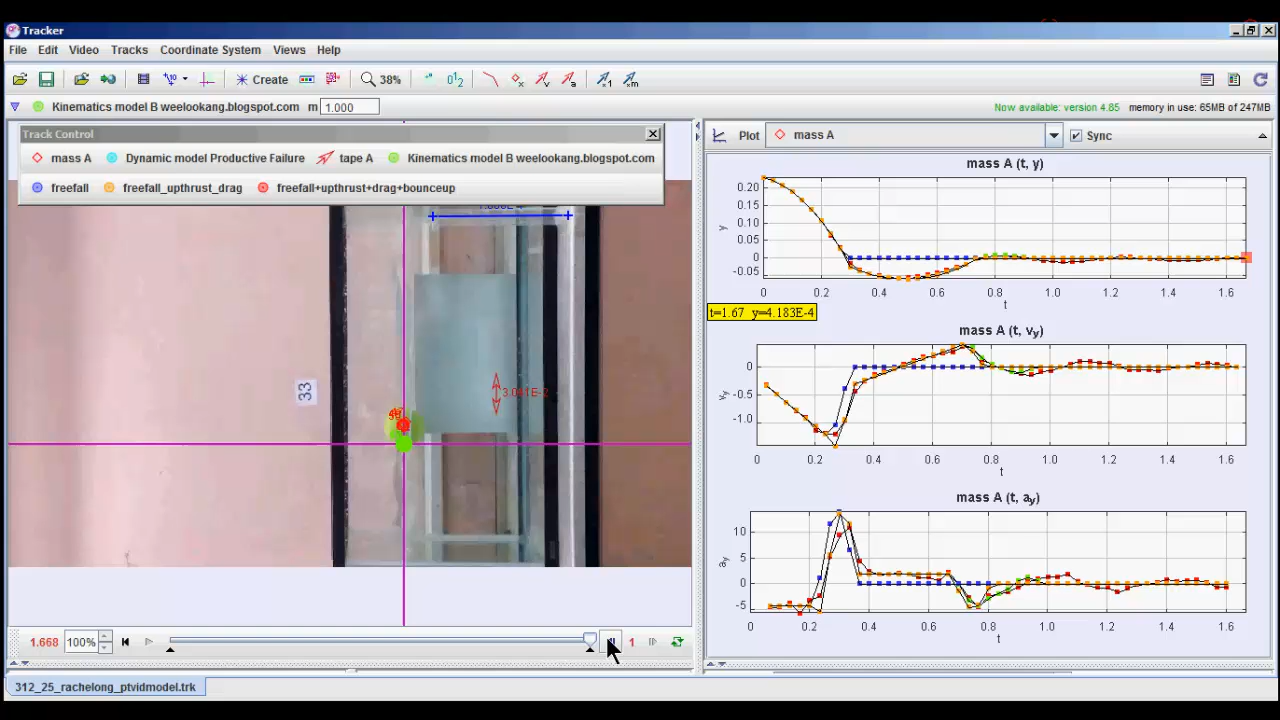 Tracker
File Edit Video Tracks Coordinate System Views Help
Create 38%
Kinematics model B weelookang.blogspot.com m 1.000 Now available: version 4.85 memory in use: 65MB of 247MB
Track Control
mass A Dynamic model Productive Failure tape A Kinematics model B weelookang.blogspot.com
freefall freefall_upthrust_drag freefall+upthrust+drag+bounceup
33
Plot mass A Sync
mass A (t, y)
0.20
0.15
0.10
0.05
0
-0.05
y
0 0.2 0.4 0.6 0.8 1.0 1.2 1.4 1.6
t
t=1.67 y=4.183E-4
mass A (t, vy)
0
-0.5
-1.0
vy
0 0.2 0.4 0.6 0.8 1.0 1.2 1.4 1.6
t
mass A (t, ay)
10
5
0
-5
ay
0.2 0.4 0.6 0.8 1.0 1.2 1.4 1.6
t
1.668 100% 1
312_25_rachelong_ptvidmodel.trk